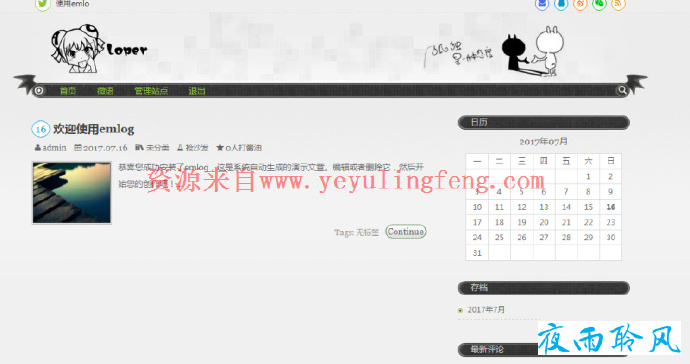 使用emlo
Loper
首页 微语 管理站点 退出
16 欢迎使用emlog
admin 2017.07.16 未分类 抢沙发 0人打酱油
恭喜您成功安装了emlog，这是系统自动生成的演示文章。编辑或者删除它，然后开
始您的创作吧！
资源来自www.yeyulingfeng.com
Tags: 无标签 Continue
日历
2017年07月
一 二 三 四 五 六 日
1 2
3 4 5 6 7 8 9
10 11 12 13 14 15 16
17 18 19 20 21 22 23
24 25 26 27 28 29 30
31
存档
2017年7月
最新评论
夜雨聆风